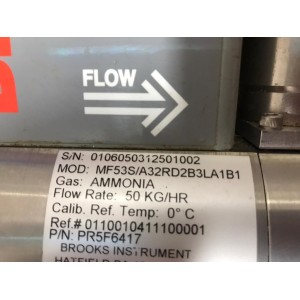 FLOW
S/N: 0106050312501002
MOD: MF53S/A32RD2B3LA1B1
Gas: AMMONIA
Flow Rate: 50 KG/HR
Calib. Ref. Temp: 0° C
Ref.# 0110010411100001
P/N: PR5F6417
BROOKS INSTRUMENT
HATFIELD